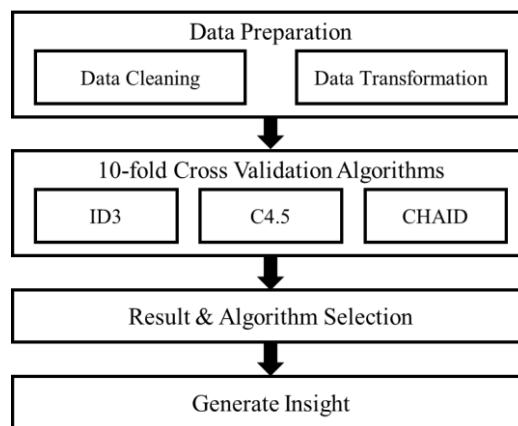 Data Preparation
Data Cleaning
Data Transformation
10-fold Cross Validation Algorithms
ID3
C4.5
CHAID
Result & Algorithm Selection
Generate Insight